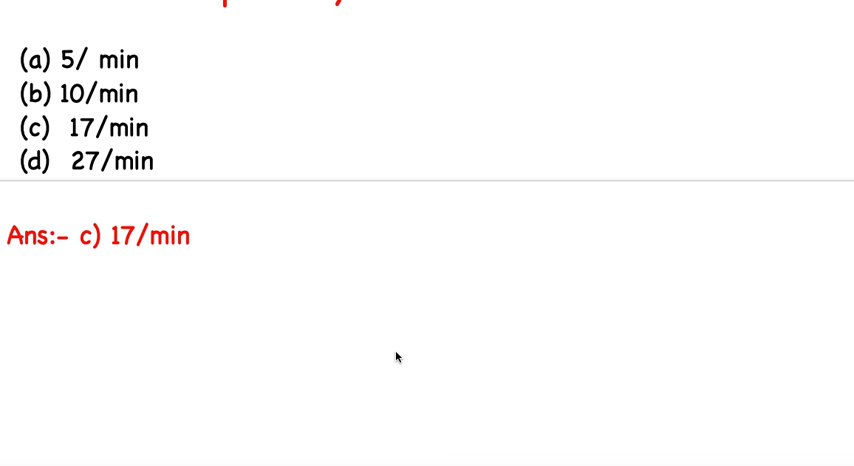 (a) 5/ min
(b) 10/min
(c) 17/min
(d) 27/min
Ans:- c) 17/min